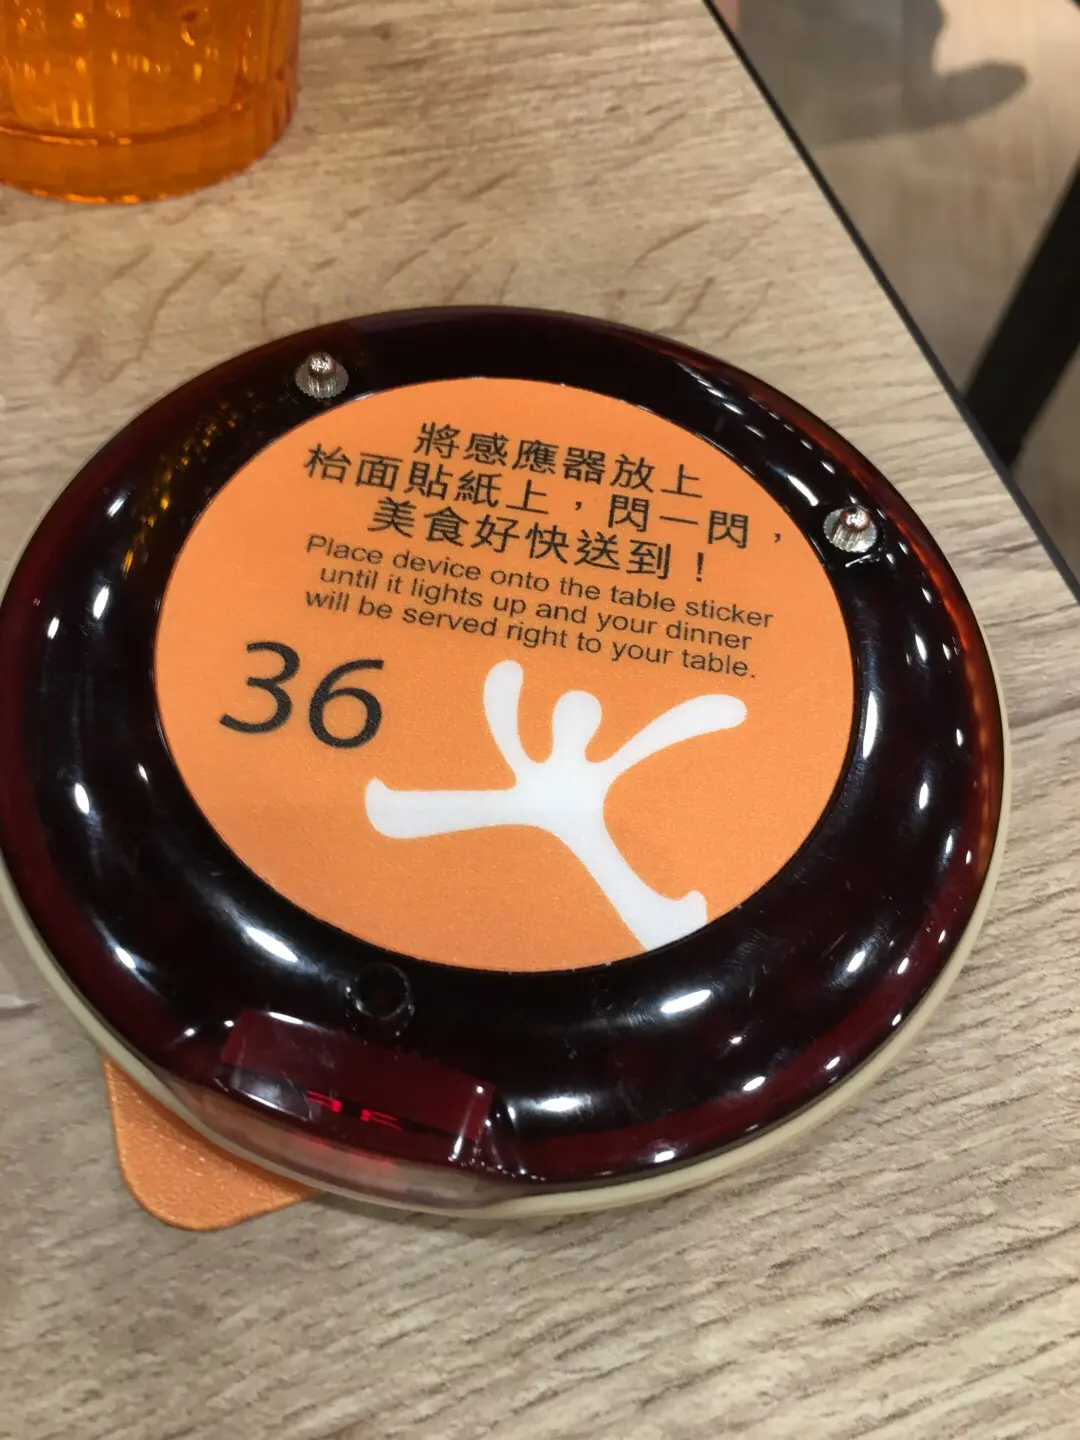 將感應器放上
枱面貼紙上，閃一閃，
美食好快送到！
Place device onto the table sticker
until it lights up and your dinner
will be served right to your table.
36